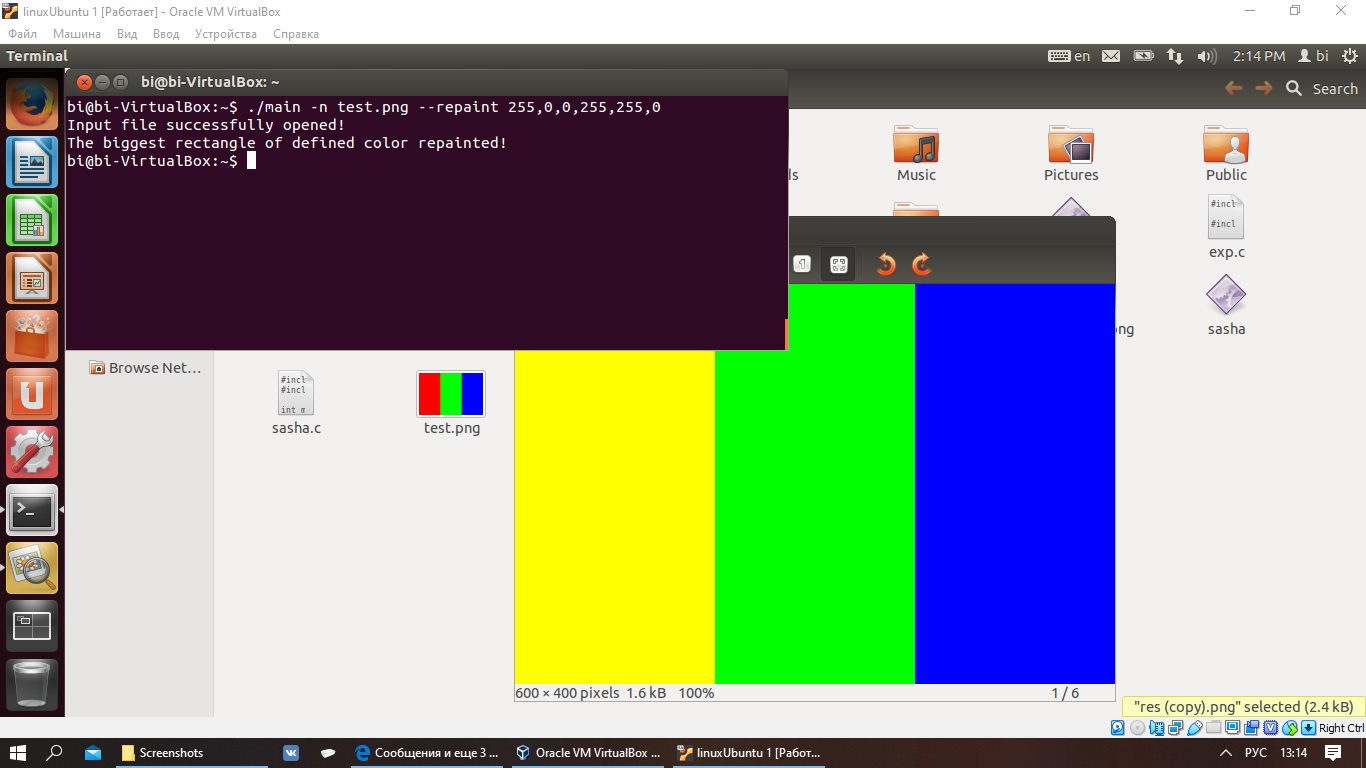 linuxUbuntu 1 [Работает] - Oracle VM VirtualBox
Файл Машина Вид Ввод Устройства Справка
Terminal en 2:14 PM bi
bi@bi-VirtualBox: ~
bi@bi-VirtualBox:~$ ./main -n test.png --repaint 255,0,0,255,255,0
Input file successfully opened!
The biggest rectangle of defined color repainted!
bi@bi-VirtualBox:~$
Search
ls
Music
Pictures
Public
#incl
#incl
exp.c
1
ng
sasha
Browse Net...
#incl
#incl
int m
sasha.c
test.png
600 × 400 pixels 1.6 kB 100% 1 / 6
"res (copy).png" selected (2.4 kB)
Right Ctrl
Screenshots
Сообщения и еще 3 ...
Oracle VM VirtualBox ...
linuxUbuntu 1 [Работ...
РУС 13:14